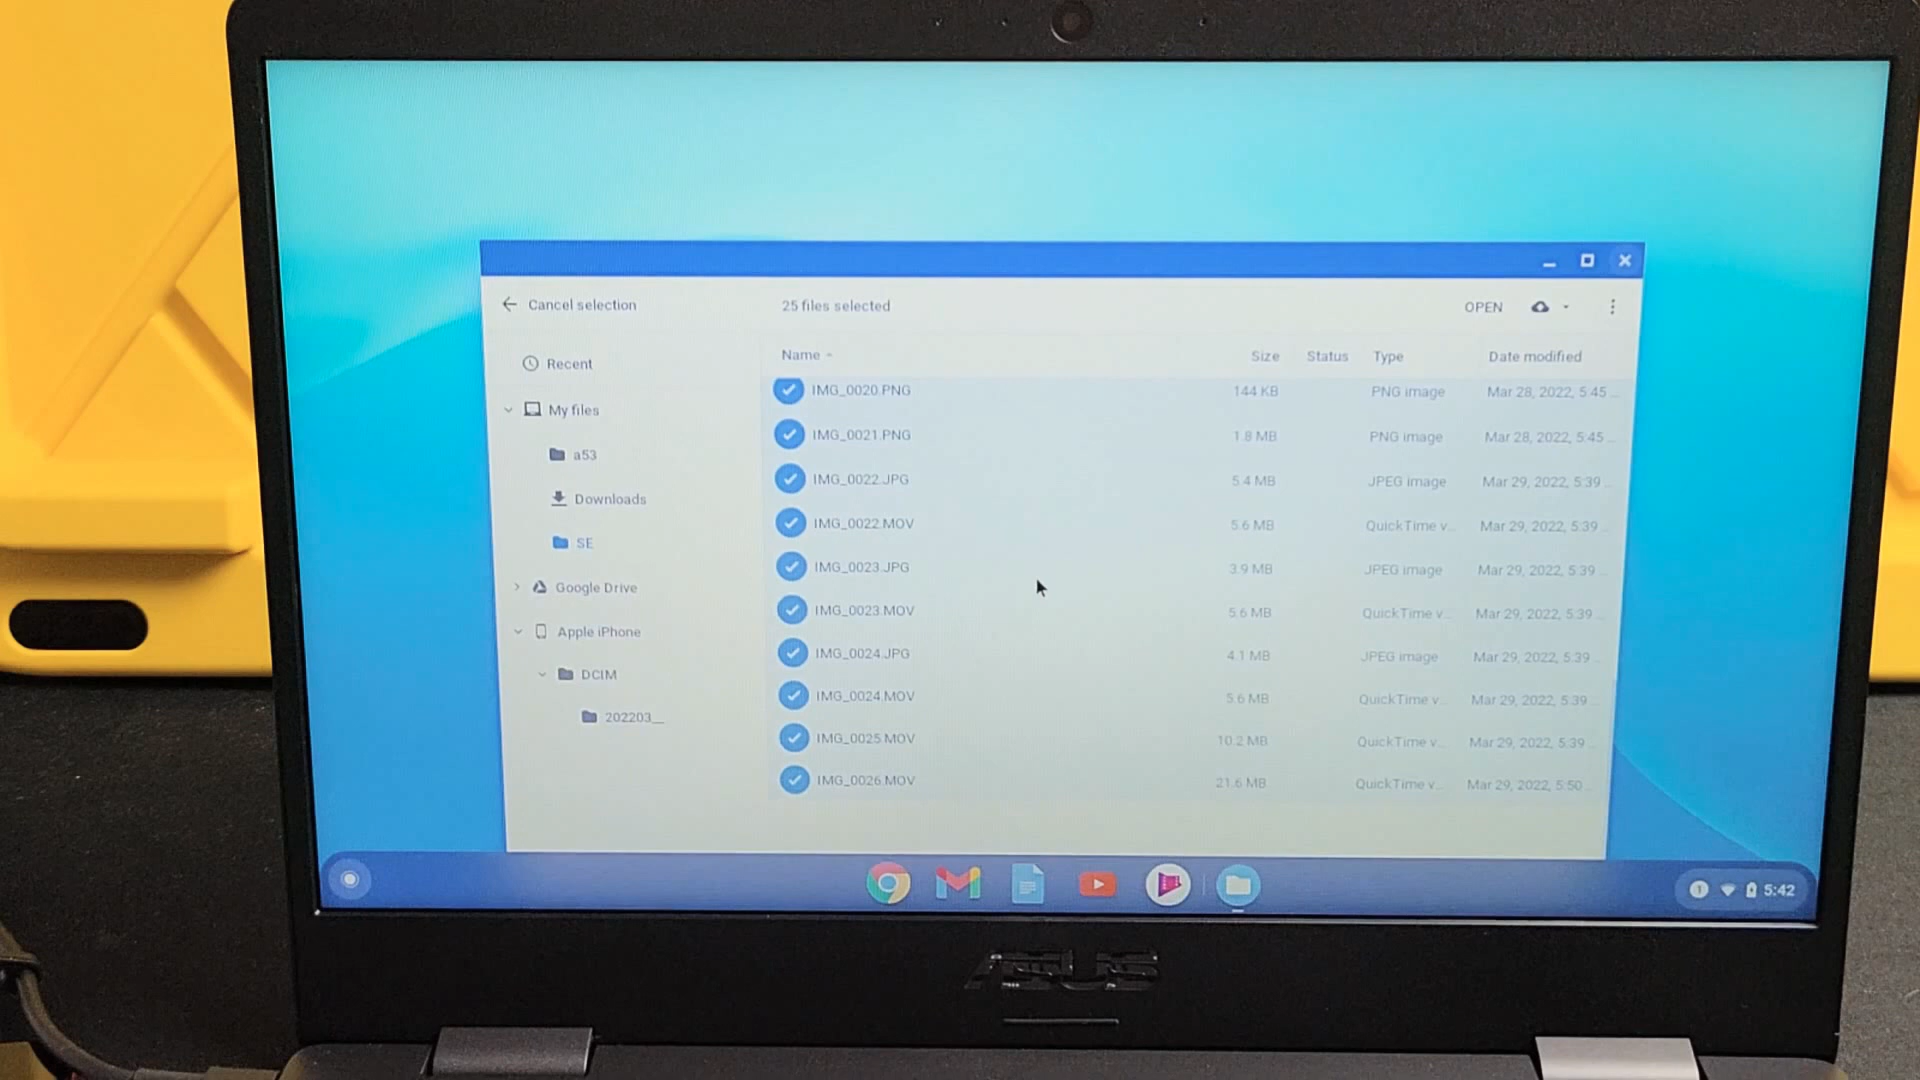 Cancel selection
25 files selected
OPEN
Name Size Status Type Date modified
Recent
My files
a53
Downloads
SE
Google Drive
Apple iPhone
DCIM
202203__
IMG_0020.PNG 144 KB PNG image Mar 28, 2022, 5:45 ...
IMG_0021.PNG 1.8 MB PNG image Mar 28, 2022, 5:45 ...
IMG_0022.JPG 5.4 MB JPEG image Mar 29, 2022, 5:39 ...
IMG_0022.MOV 5.6 MB QuickTime v... Mar 29, 2022, 5:39 ...
IMG_0023.JPG 3.9 MB JPEG image Mar 29, 2022, 5:39 ...
IMG_0023.MOV 5.6 MB QuickTime v... Mar 29, 2022, 5:39 ...
IMG_0024.JPG 4.1 MB JPEG image Mar 29, 2022, 5:39 ...
IMG_0024.MOV 5.6 MB QuickTime v... Mar 29, 2022, 5:39 ...
IMG_0025.MOV 10.2 MB QuickTime v... Mar 29, 2022, 5:39 ...
IMG_0026.MOV 21.6 MB QuickTime v... Mar 29, 2022, 5:50 ...
1 5:42
ASUS